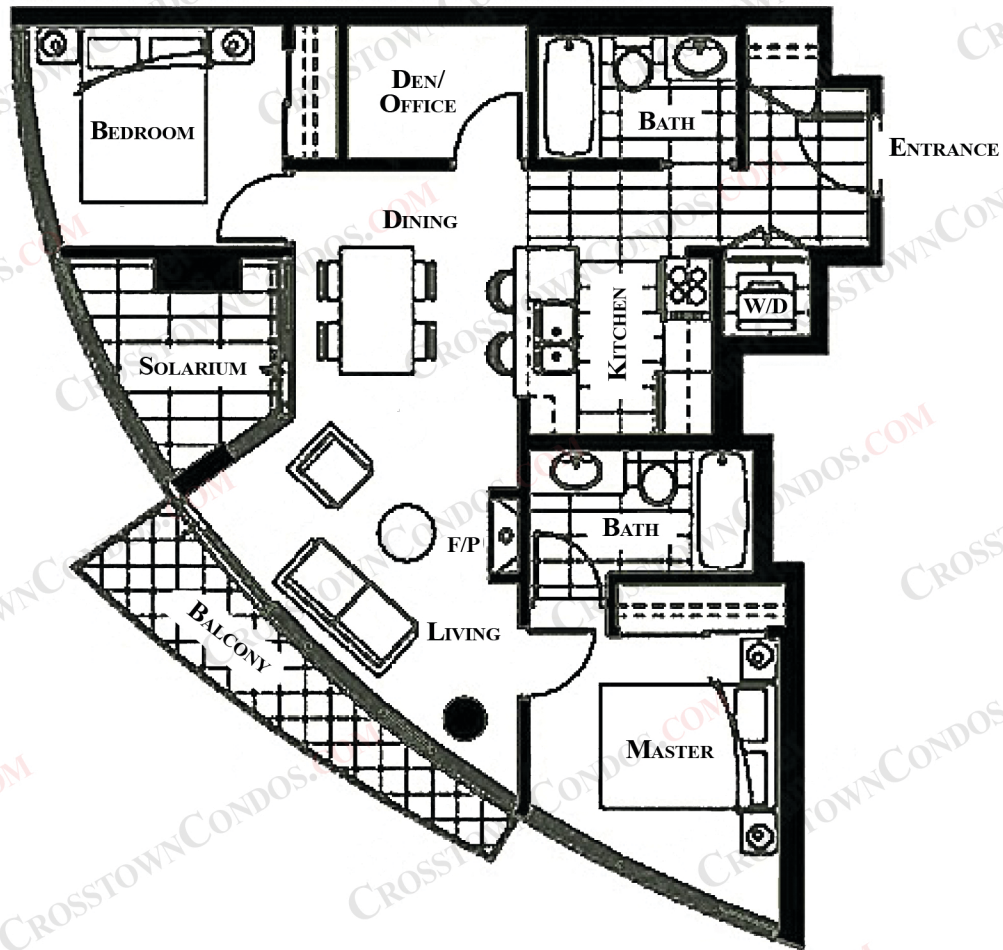 DEN/
OFFICE
BEDROOM
BATH
ENTRANCE
DINING
W/D
KITCHEN
SOLARIUM
BATH
F/P
BALCONY
LIVING
MASTER
CROSSTOWNCONDOS.COM